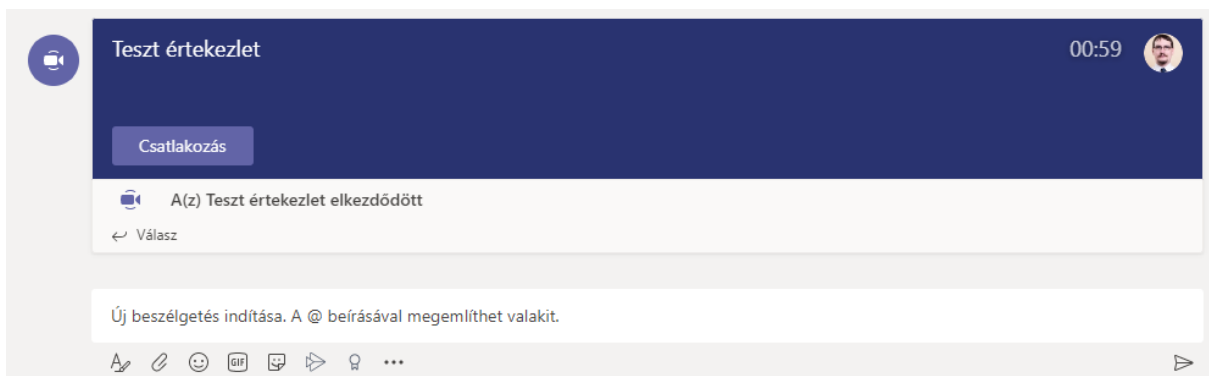 Teszt értekezlet
00:59
Csatlakozás
A(z) Teszt értekezlet elkezdődött
Válasz
Új beszélgetés indítása. A @ beírásával megemlíthet valakit.
GIF